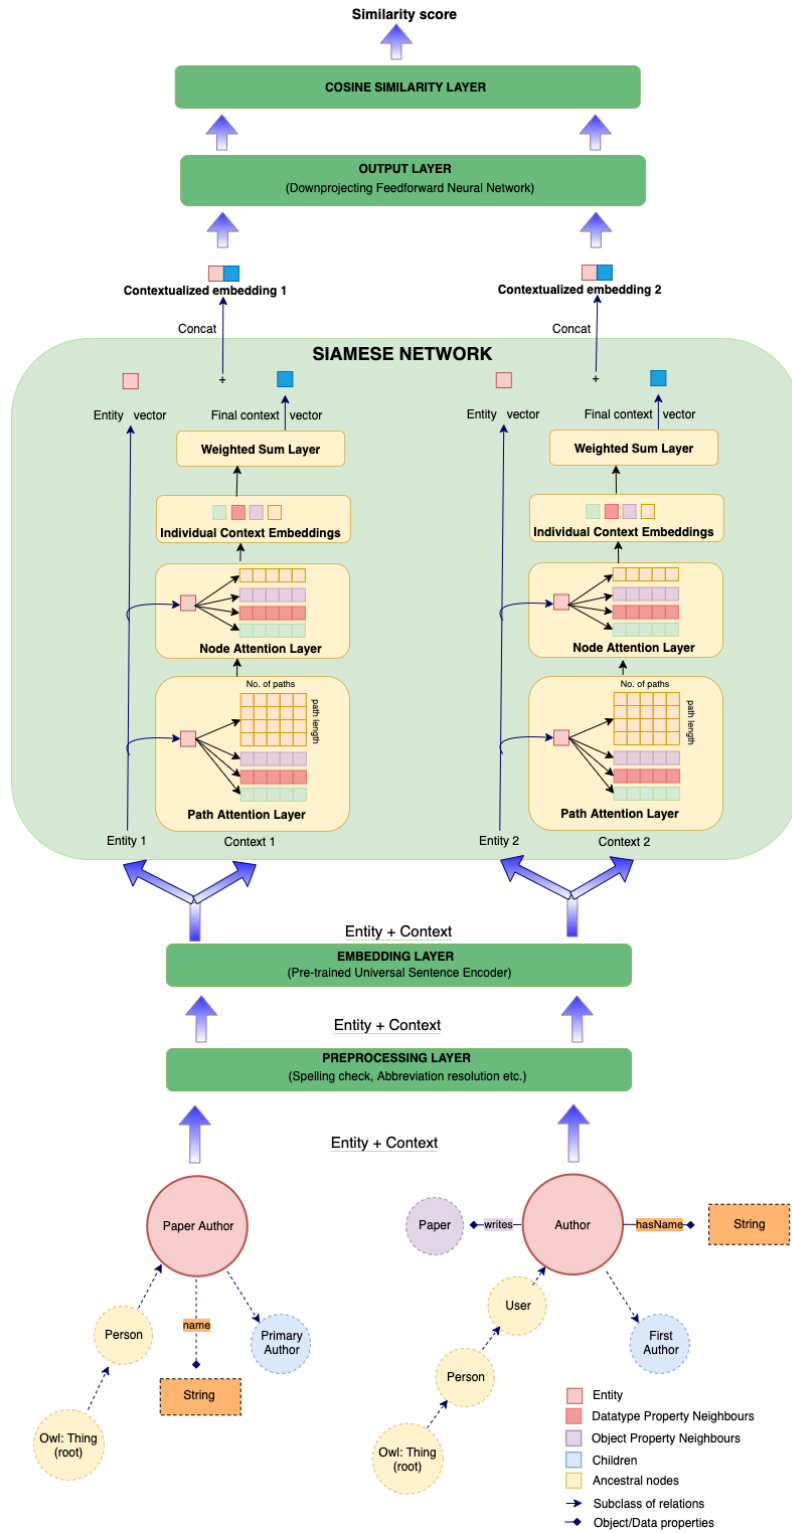 Similarity score
COSINE SIMILARITY LAYER
OUTPUT LAYER
(Downprojecting Feedforward Neural Network)
Contextualized embedding 1
Contextualized embedding 2
Concat
Concat
SIAMESE NETWORK
+
+
Entity vector
Final context vector
Entity vector
Final context vector
Weighted Sum Layer
Weighted Sum Layer
Individual Context Embeddings
Individual Context Embeddings
Node Attention Layer
Node Attention Layer
No. of paths
path length
No. of paths
path length
Path Attention Layer
Path Attention Layer
Entity 1
Context 1
Entity 2
Context 2
Entity + Context
EMBEDDING LAYER
(Pre-trained Universal Sentence Encoder)
Entity + Context
PREPROCESSING LAYER
(Spelling check, Abbreviation resolution etc.)
Entity + Context
Paper Author
Paper
writes
Author
hasName
String
Person
name
Primary
Author
String
Owl: Thing
(root)
User
First
Author
Person
Owl: Thing
(root)
Entity
Datatype Property Neighbours
Object Property Neighbours
Children
Ancestral nodes
Subclass of relations
Object/Data properties